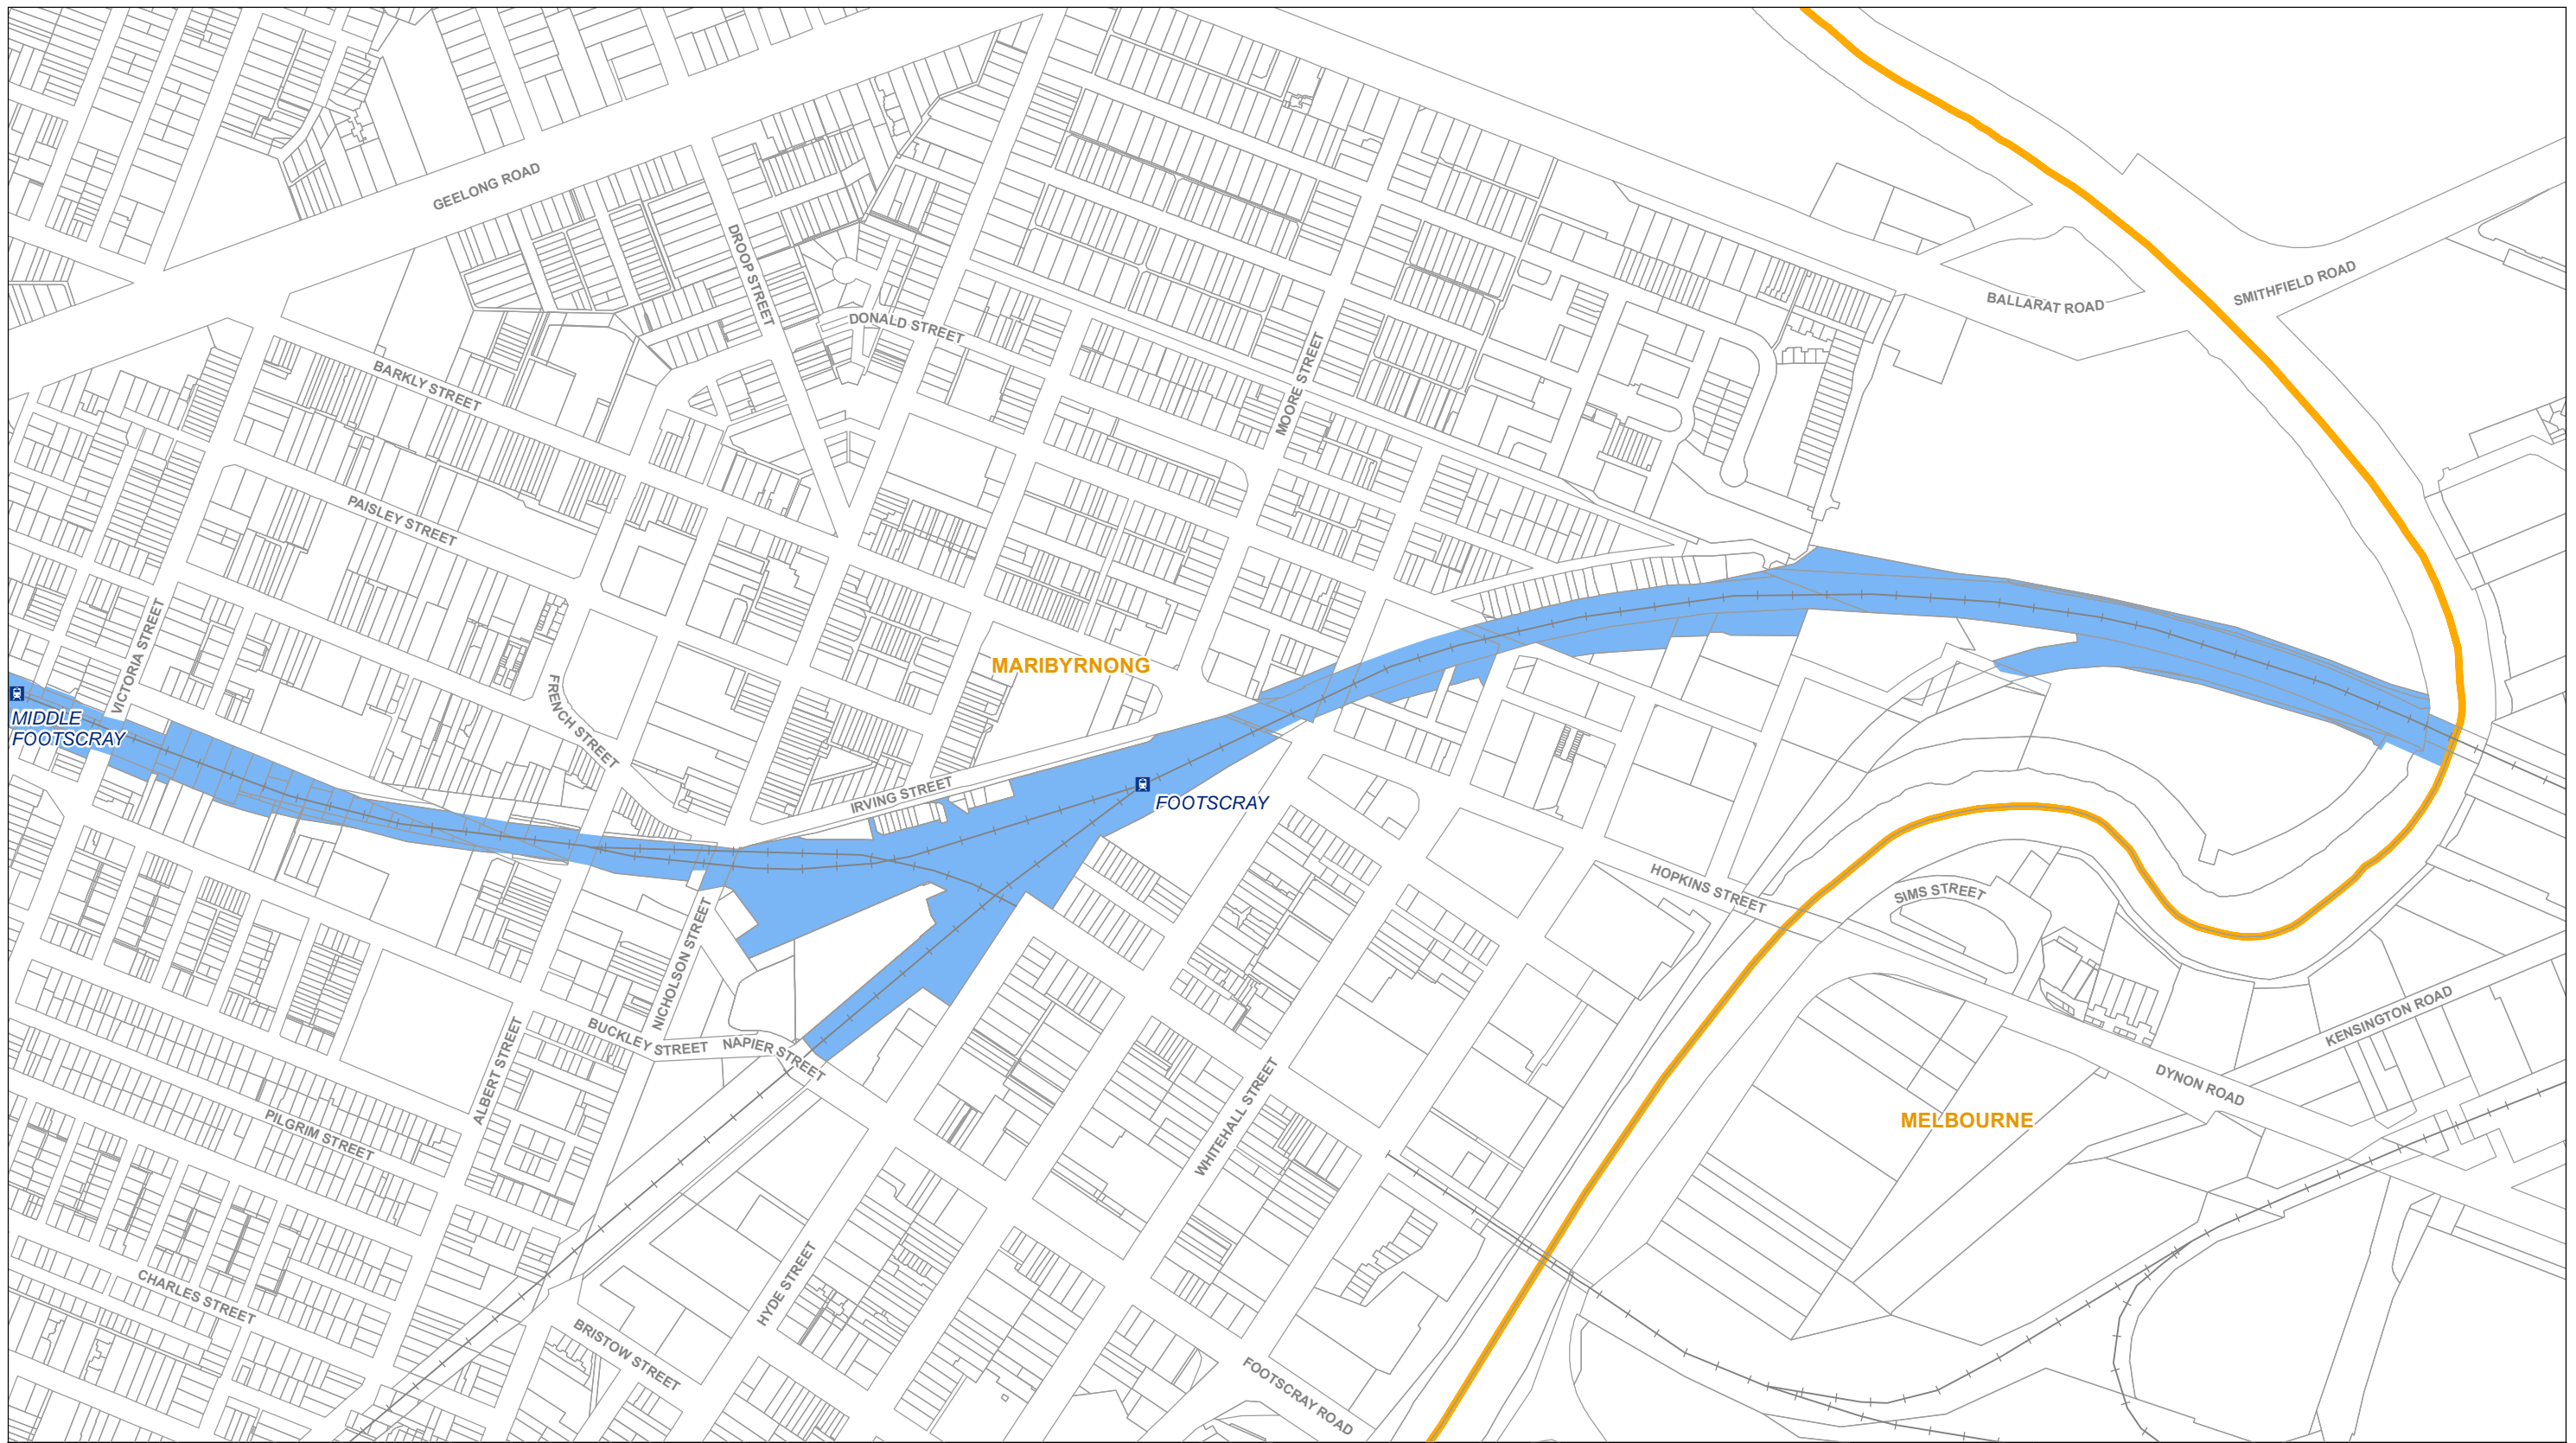 GEELONG ROAD
DROOP STREET
SMITHFIELD ROAD
BALLARAT ROAD
DONALD STREET
MOORE STREET
BARKLY STREET
PAISLEY STREET
VICTORIA STREET
MARIBYRNONG
FRENCH STREET
MIDDLE
FOOTSCRAY
IRVING STREET
FOOTSCRAY
HOPKINS STREET
SIMS STREET
NICHOLSON STREET
KENSINGTON ROAD
BUCKLEY STREET
NAPIER STREET
ALBERT STREET
DYNON ROAD
WHITEHALL STREET
MELBOURNE
PILGRIM STREET
HYDE STREET
CHARLES STREET
BRISTOW STREET
FOOTSCRAY ROAD